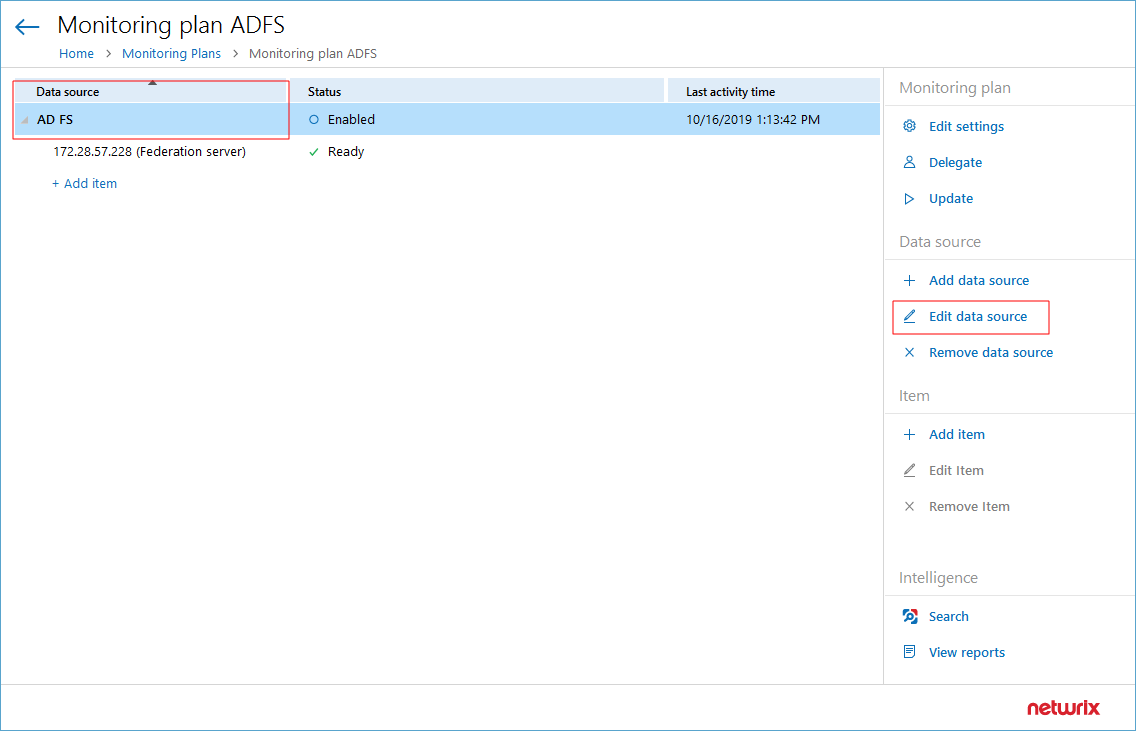 Monitoring plan ADFS
Home > Monitoring Plans > Monitoring plan ADFS
Data source Status Last activity time
AD FS Enabled 10/16/2019 1:13:42 PM
172.28.57.228 (Federation server) Ready
+ Add item
Monitoring plan
Edit settings
Delegate
Update
Data source
Add data source
Edit data source
Remove data source
Item
Add item
Edit Item
Remove Item
Intelligence
Search
View reports
netwrix